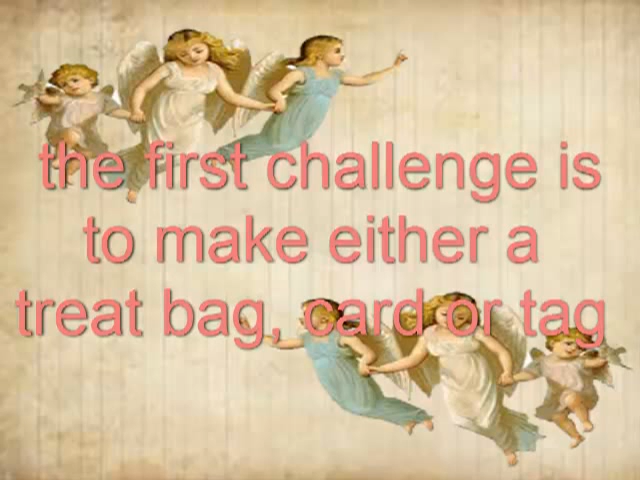 the first challenge is
to make either a
treat bag, card or tag